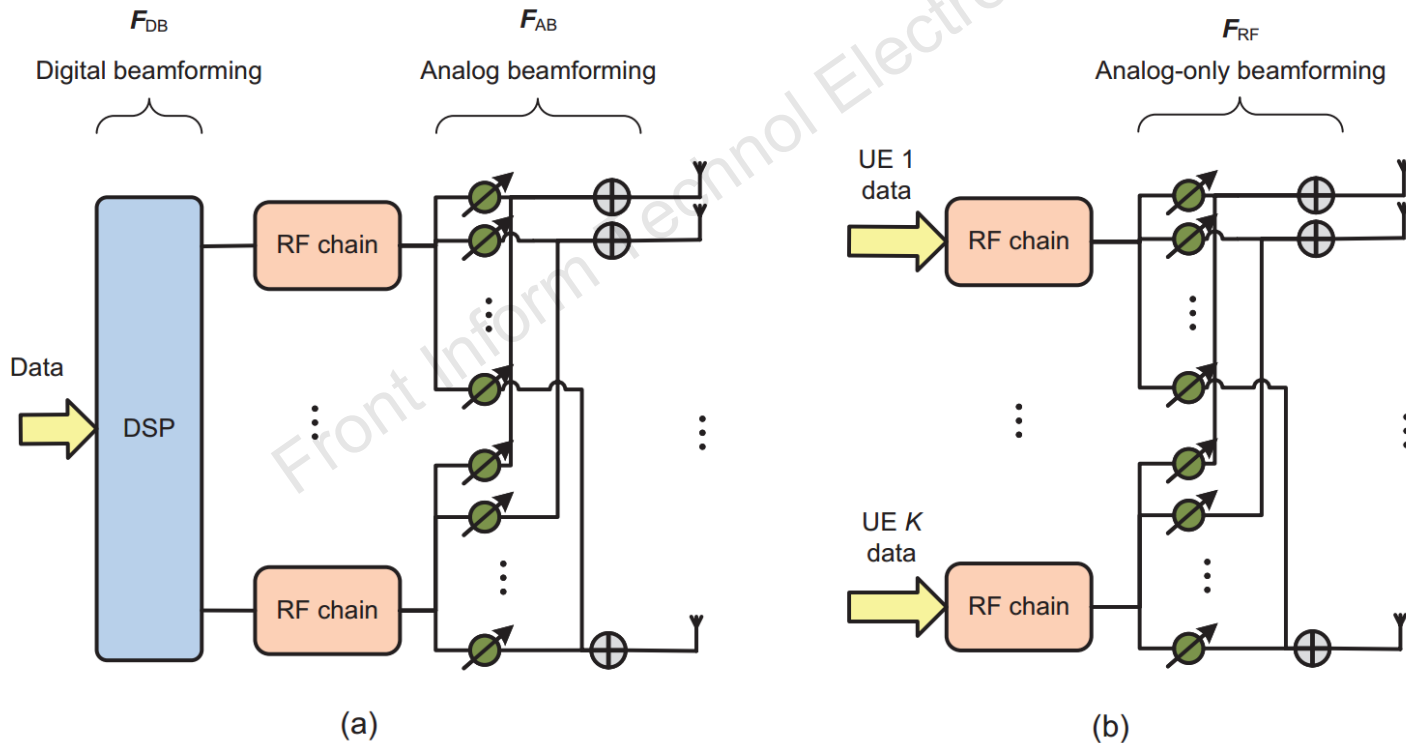 F_DB
Digital beamforming
F_AB
Analog beamforming
F_RF
Analog-only beamforming
Front Inform Technol Electro
Data
DSP
RF chain
RF chain
(a)
UE 1
data
RF chain
UE K
data
RF chain
(b)